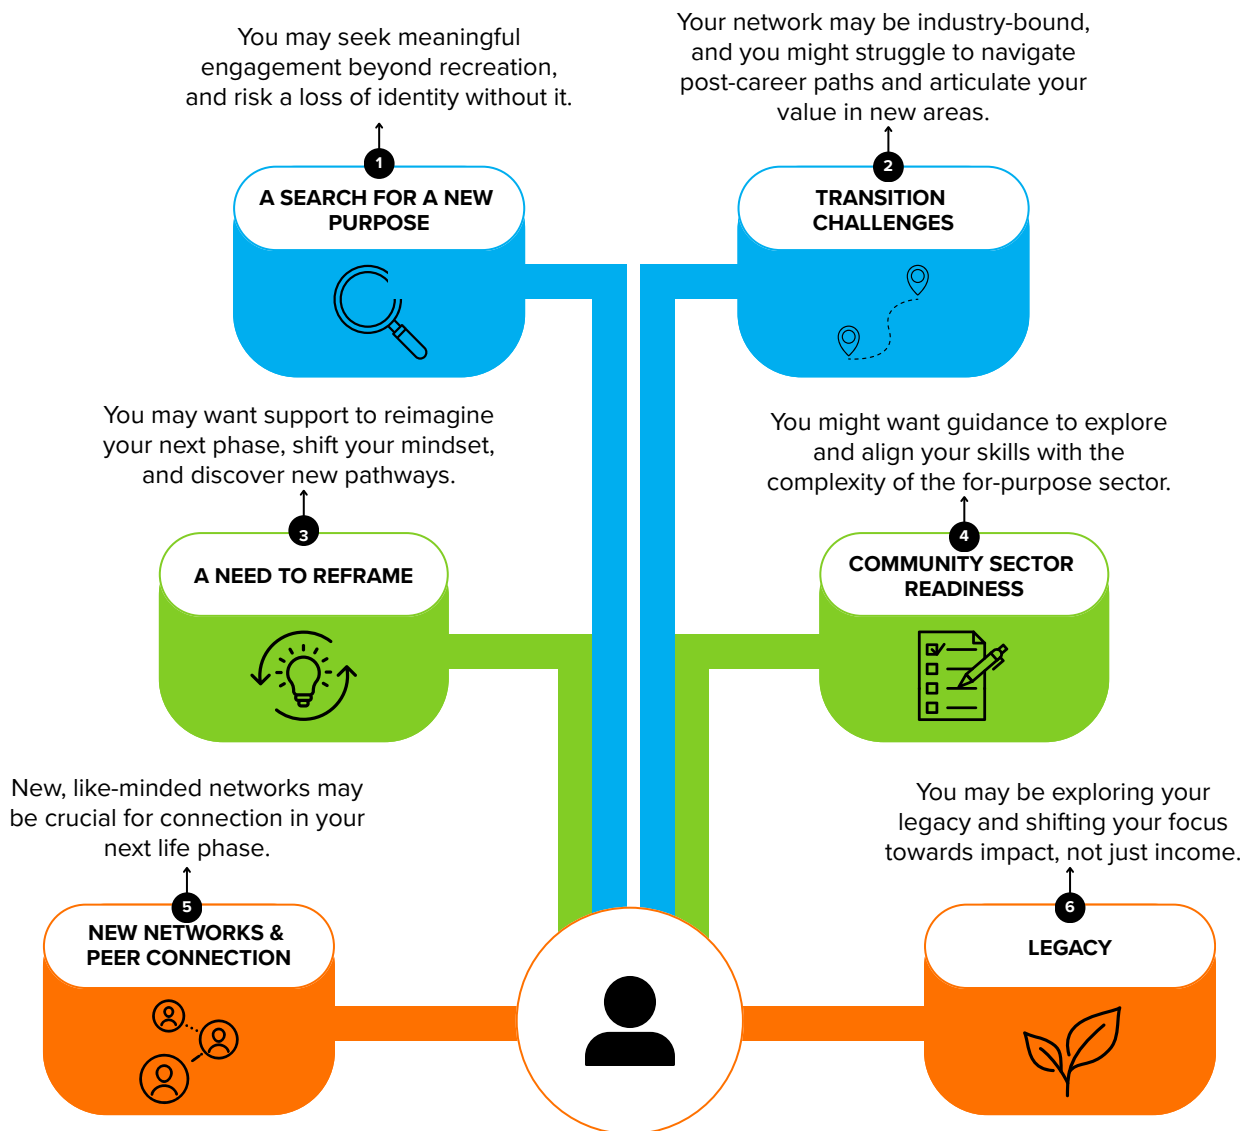 You may seek meaningful
engagement beyond recreation,
and risk a loss of identity without it.
1
A SEARCH FOR A NEW
PURPOSE
Your network may be industry-bound,
and you might struggle to navigate
post-career paths and articulate your
value in new areas.
2
TRANSITION
CHALLENGES
You may want support to reimagine
your next phase, shift your mindset,
and discover new pathways.
3
A NEED TO REFRAME
You might want guidance to explore
and align your skills with the
complexity of the for-purpose sector.
4
COMMUNITY SECTOR
READINESS
New, like-minded networks may
be crucial for connection in your
next life phase.
5
NEW NETWORKS &
PEER CONNECTION
You may be exploring your
legacy and shifting your focus
towards impact, not just income.
6
LEGACY